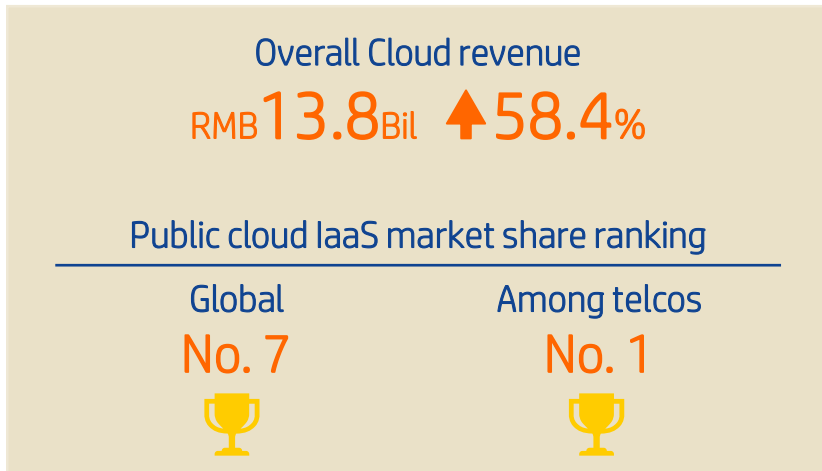 Overall Cloud revenue
RMB13.8Bil 58.4%
Public cloud IaaS market share ranking
Global Among telcos
No. 7 No. 1